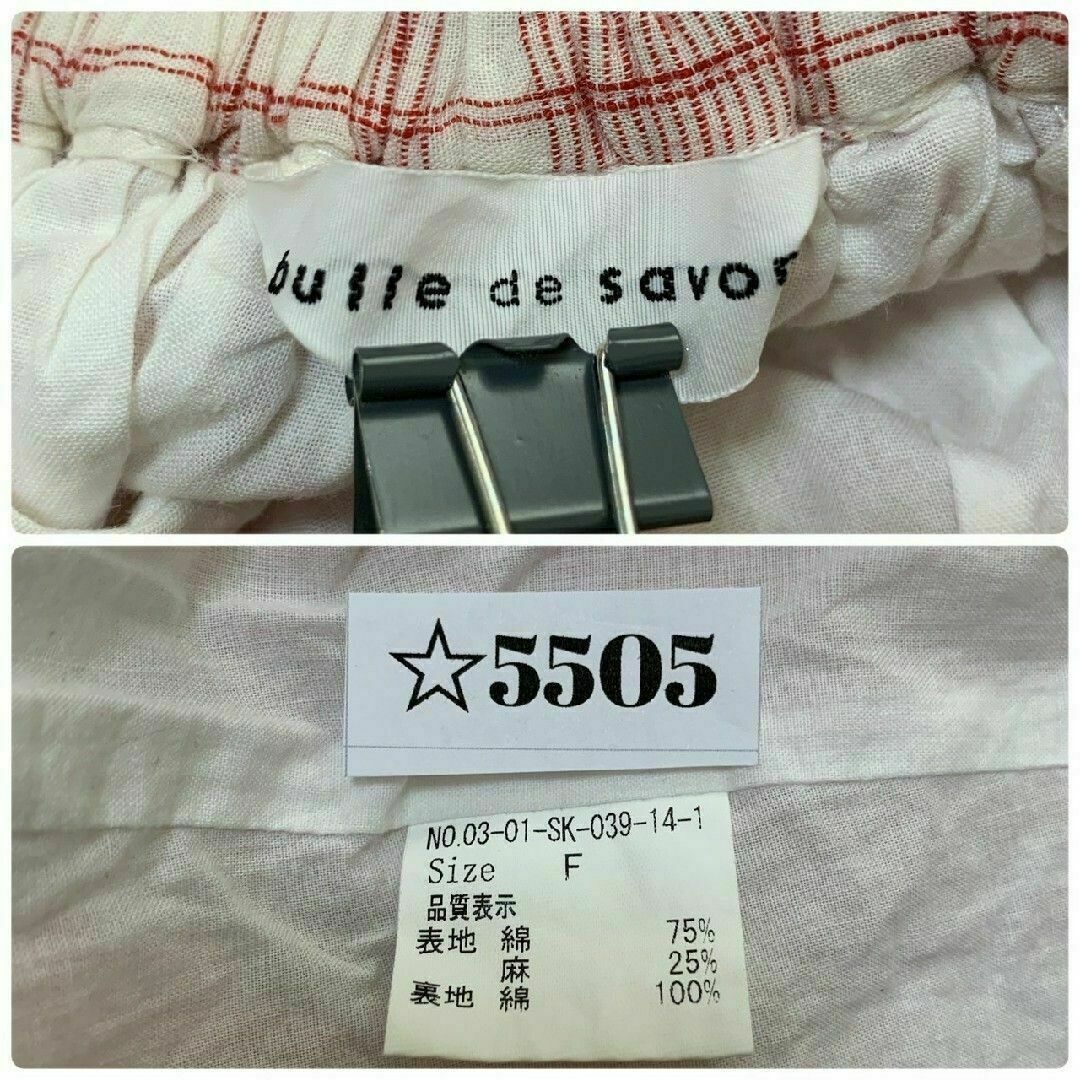 bulle de savon
☆5505
NO.03-01-SK-039-14-1
Size F
品質表示
表地 綿 75%
麻 25%
裏地 綿 100%